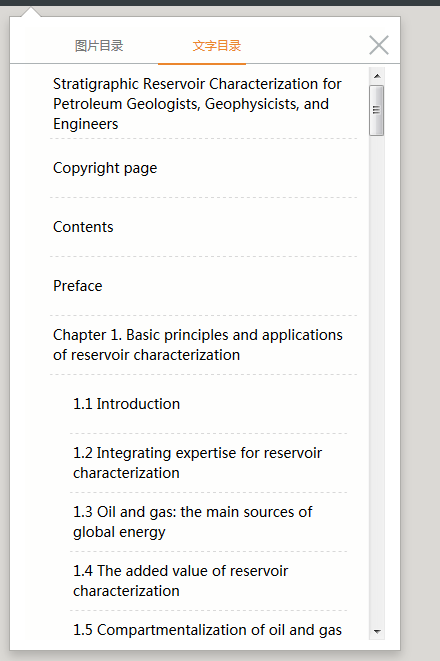 图片目录 文字目录
Stratigraphic Reservoir Characterization for
Petroleum Geologists, Geophysicists, and
Engineers
Copyright page
Contents
Preface
Chapter 1. Basic principles and applications
of reservoir characterization
1.1 Introduction
1.2 Integrating expertise for reservoir
characterization
1.3 Oil and gas: the main sources of
global energy
1.4 The added value of reservoir
characterization
1.5 Compartmentalization of oil and gas